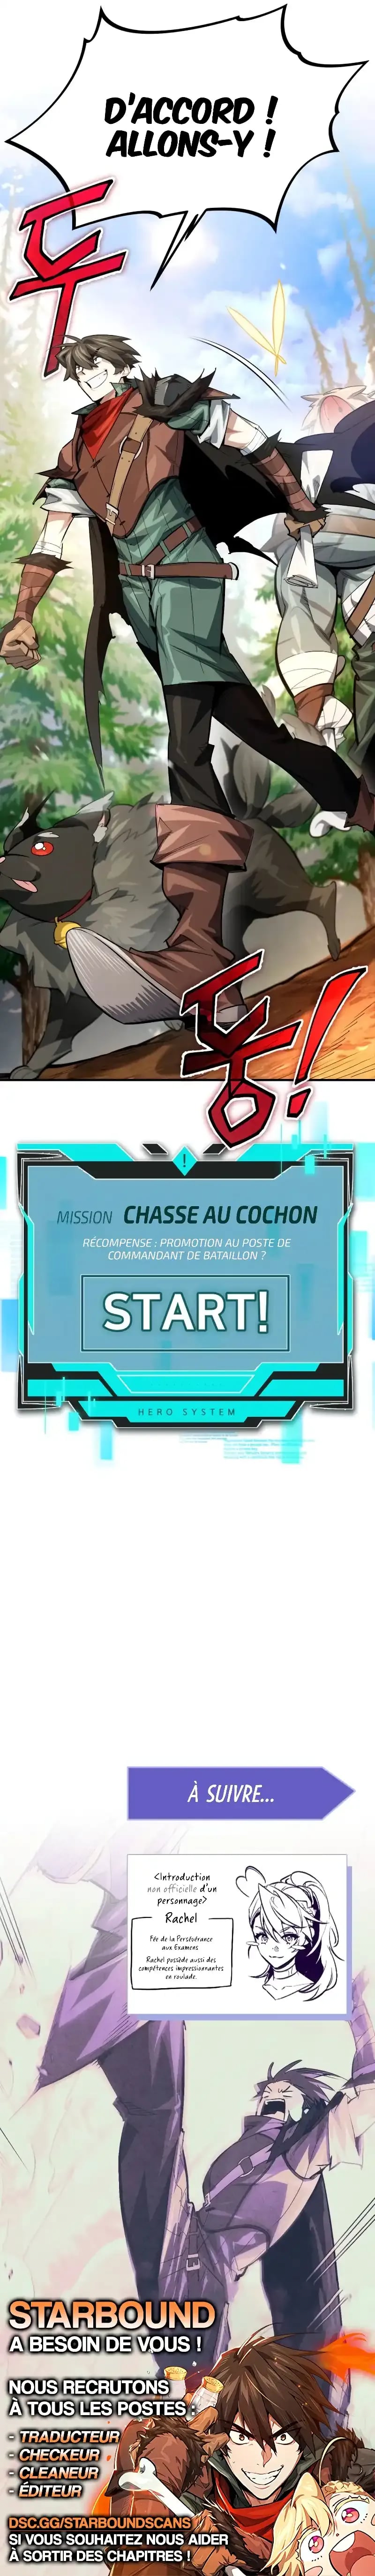 D'ACCORD !
ALLONS-Y !
두
둥!
!
MISSION CHASSE AU COCHON
RÉCOMPENSE : PROMOTION AU POSTE DE
COMMANDANT DE BATAILLON ?
START!
HERO SYSTEM
À SUIVRE...
<Introduction
non officielle d'un
personnage>
Rachel
Fée de la Persévérance
aux Examens
Rachel possède aussi des
compétences impressionnantes
en roulade.
STARBOUND
A BESOIN DE VOUS !
NOUS RECRUTONS
À TOUS LES POSTES :
- TRADUCTEUR
- CHECKEUR
- CLEANEUR
- ÉDITEUR
DSC.GG/STARBOUNDSCANS
SI VOUS SOUHAITEZ NOUS AIDER
À SORTIR DES CHAPITRES !